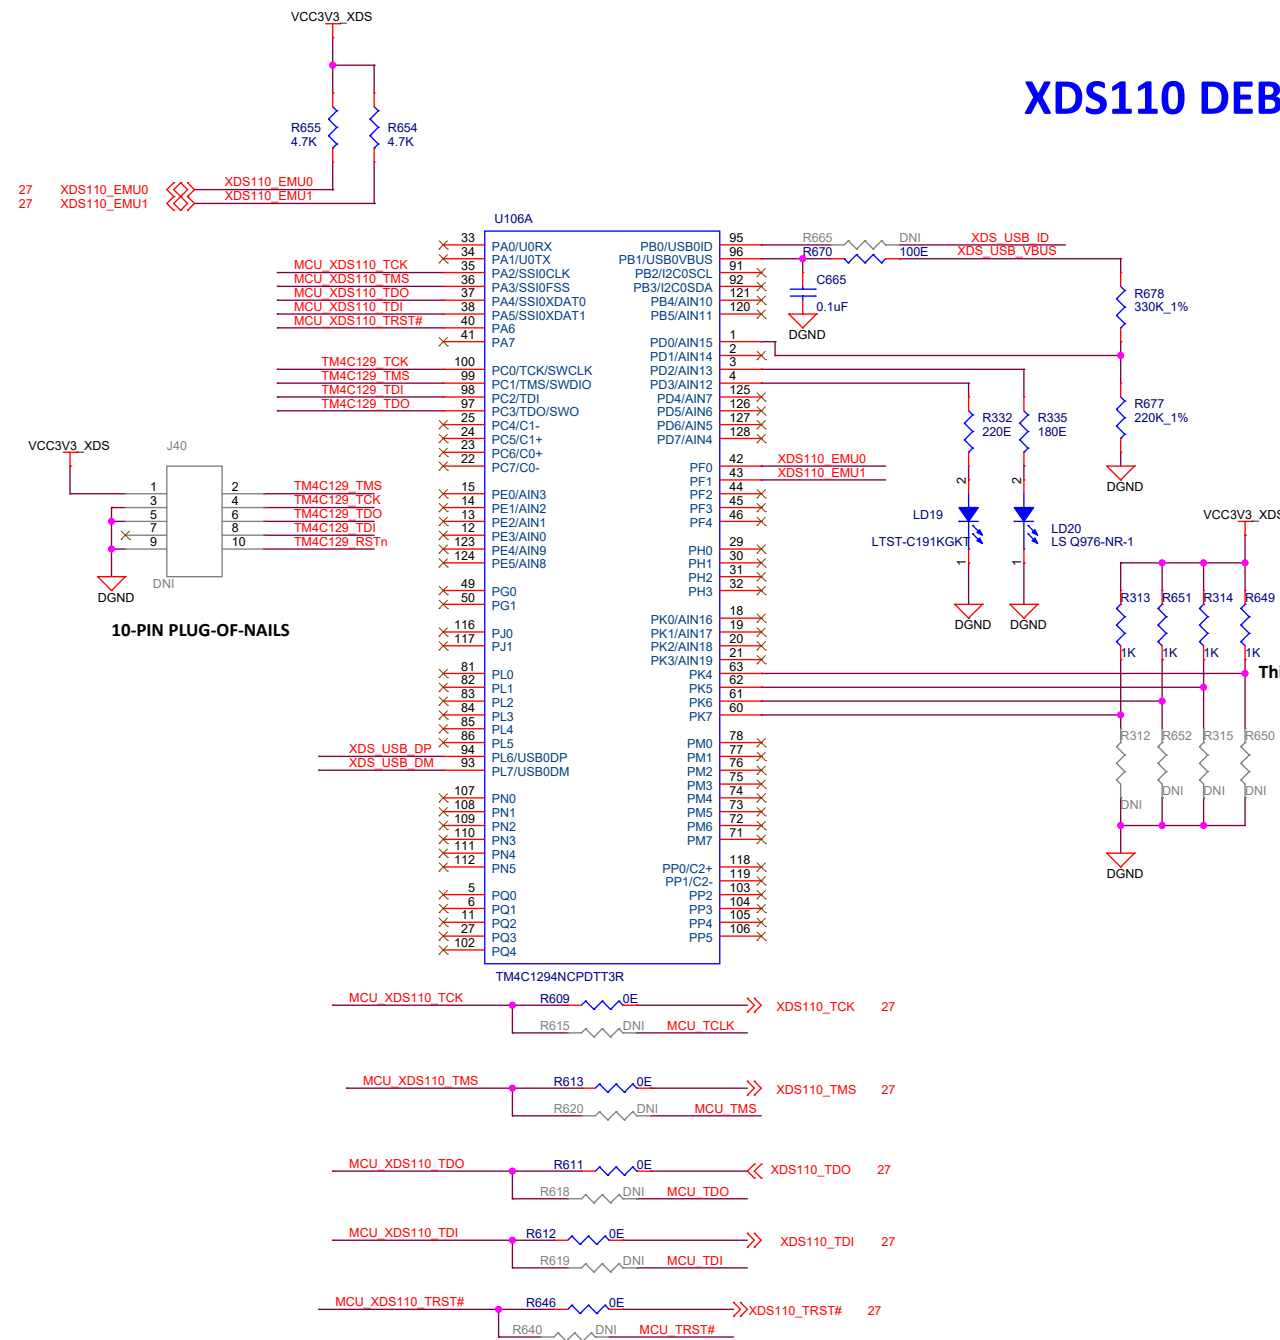 VCC3V3_XDS
XDS110 DEB
R655
4.7K
R654
4.7K
27 XDS110_EMU0 XDS110_EMU0
27 XDS110_EMU1 XDS110_EMU1
U106A
33 PA0/U0RX
34 PA1/U0TX
MCU_XDS110_TCK 35 PA2/SSI0CLK
MCU_XDS110_TMS 36 PA3/SSI0FSS
MCU_XDS110_TDO 37 PA4/SSI0XDAT0
MCU_XDS110_TDI 38 PA5/SSI0XDAT1
MCU_XDS110_TRST# 40 PA6
41 PA7
TM4C129_TCK 100 PC0/TCK/SWCLK
TM4C129_TMS 99 PC1/TMS/SWDIO
TM4C129_TDI 98 PC2/TDI
TM4C129_TDO 97 PC3/TDO/SWO
25 PC4/C1-
24 PC5/C1+
23 PC6/C0+
22 PC7/C0-
15 PE0/AIN3
14 PE1/AIN2
13 PE2/AIN1
12 PE3/AIN0
123 PE4/AIN9
124 PE5/AIN8
49 PG0
50 PG1
116 PJ0
117 PJ1
81 PL0
82 PL1
83 PL2
84 PL3
85 PL4
86 PL5
XDS_USB_DP 94 PL6/USB0DP
XDS_USB_DM 93 PL7/USB0DM
107 PN0
108 PN1
109 PN2
110 PN3
111 PN4
112 PN5
5 PQ0
6 PQ1
11 PQ2
27 PQ3
102 PQ4
PB0/USB0ID 95 R665 DNI XDS_USB_ID
PB1/USB0VBUS 96 R670 100E XDS_USB_VBUS
PB2/I2C0SCL 91
PB3/I2C0SDA 92
PB4/AIN10 121
PB5/AIN11 120
C665
0.1uF
DGND
R678
330K_1%
R677
220K_1%
DGND
PD0/AIN15 1
PD1/AIN14 2
PD2/AIN13 3
PD3/AIN12 4
PD4/AIN7 125
PD5/AIN6 126
PD6/AIN5 127
PD7/AIN4 128
R332
220E
R335
180E
PF0 42 XDS110_EMU0
PF1 43 XDS110_EMU1
PF2 44
PF3 45
PF4 46
2 2
LD19
LTST-C191KGKT
LD20
LS Q976-NR-1
1 1
DGND DGND
PH0 29
PH1 30
PH2 31
PH3 32
PK0/AIN16 18
PK1/AIN17 19
PK2/AIN18 20
PK3/AIN19 21
PK4 63
PK5 62
PK6 61
PK7 60
PM0 78
PM1 77
PM2 76
PM3 75
PM4 74
PM5 73
PM6 72
PM7 71
PP0/C2+ 118
PP1/C2- 119
PP2 103
PP3 104
PP4 105
PP5 106
TM4C1294NCPDTT3R
VCC3V3_XDS
R313 R651 R314 R649
1K 1K 1K 1K
Thi
R312 R652 R315 R650
DNI DNI DNI DNI
DGND
VCC3V3_XDS
J40
1 2 TM4C129_TMS
3 4 TM4C129_TCK
5 6 TM4C129_TDO
7 8 TM4C129_TDI
9 10 TM4C129_RSTn
DNI
DGND
10-PIN PLUG-OF-NAILS
MCU_XDS110_TCK R609 0E XDS110_TCK 27
R615 DNI MCU_TCLK
MCU_XDS110_TMS R613 0E XDS110_TMS 27
R620 DNI MCU_TMS
MCU_XDS110_TDO R611 0E XDS110_TDO 27
R618 DNI MCU_TDO
MCU_XDS110_TDI R612 0E XDS110_TDI 27
R619 DNI MCU_TDI
MCU_XDS110_TRST# R646 0E XDS110_TRST# 27
R640 DNI MCU_TRST#